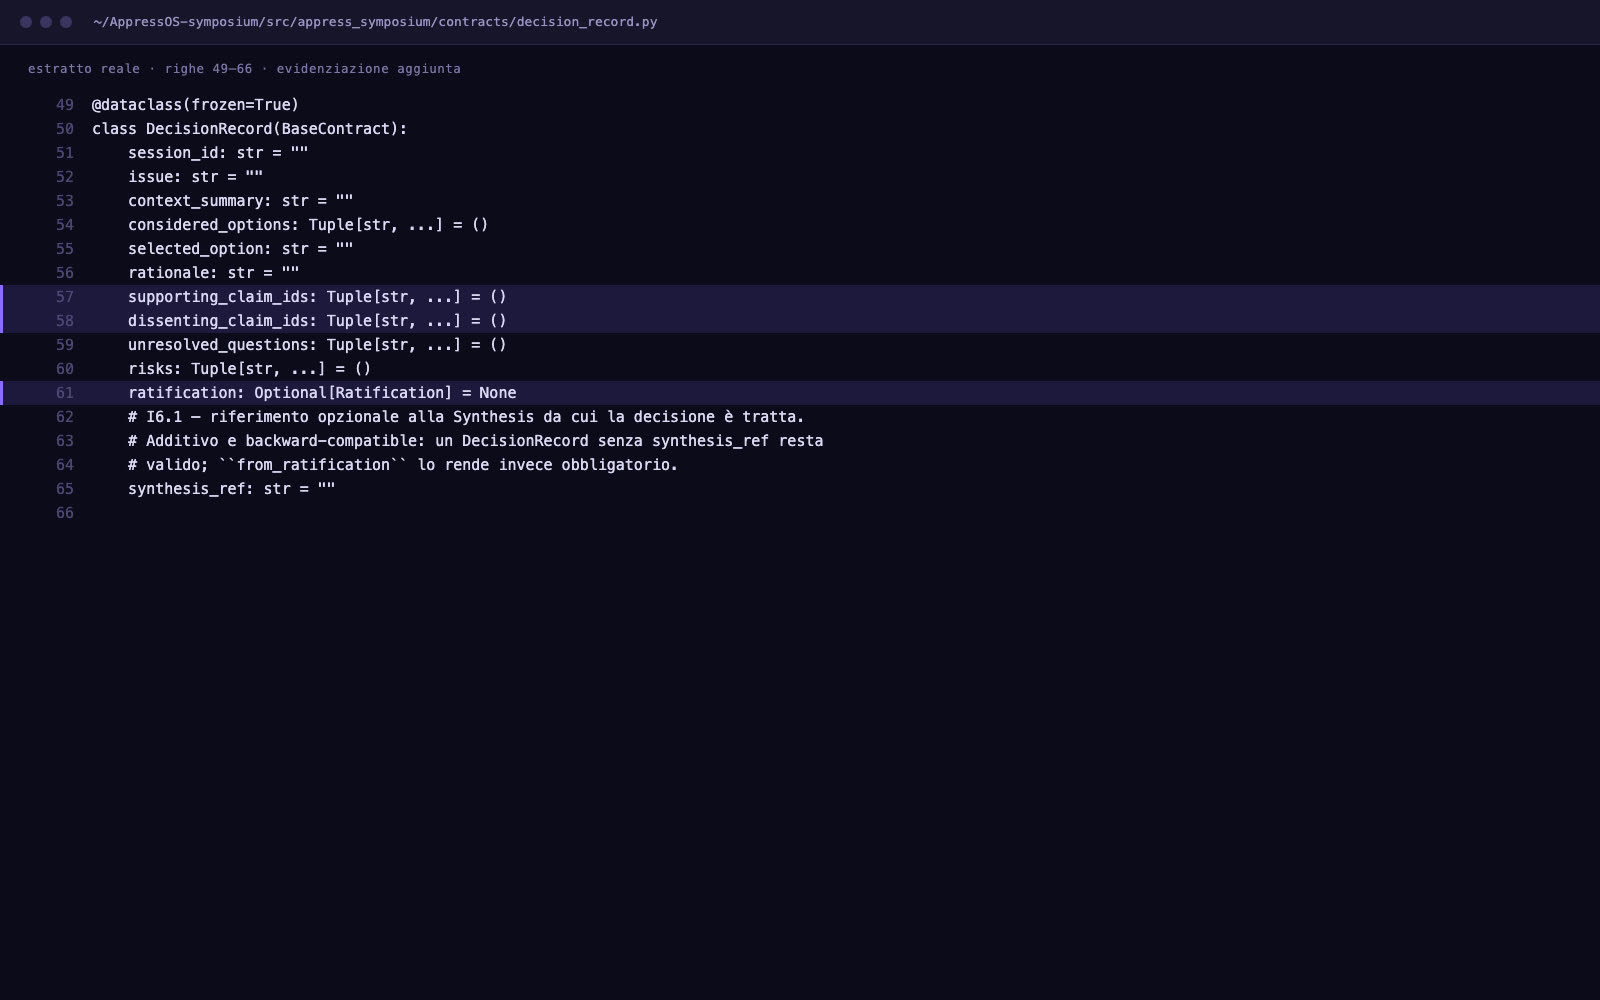 ~/AppressOS-symposium/src/appress_symposium/contracts/decision_record.py
estratto reale · righe 49–66 · evidenziazione aggiunta
49 @dataclass(frozen=True)
50 class DecisionRecord(BaseContract):
51     session_id: str = ""
52     issue: str = ""
53     context_summary: str = ""
54     considered_options: Tuple[str, ...] = ()
55     selected_option: str = ""
56     rationale: str = ""
57     supporting_claim_ids: Tuple[str, ...] = ()
58     dissenting_claim_ids: Tuple[str, ...] = ()
59     unresolved_questions: Tuple[str, ...] = ()
60     risks: Tuple[str, ...] = ()
61     ratification: Optional[Ratification] = None
62     # I6.1 — riferimento opzionale alla Synthesis da cui la decisione è tratta.
63     # Additivo e backward-compatible: un DecisionRecord senza synthesis_ref resta
64     # valido; ``from_ratification`` lo rende invece obbligatorio.
65     synthesis_ref: str = ""
66